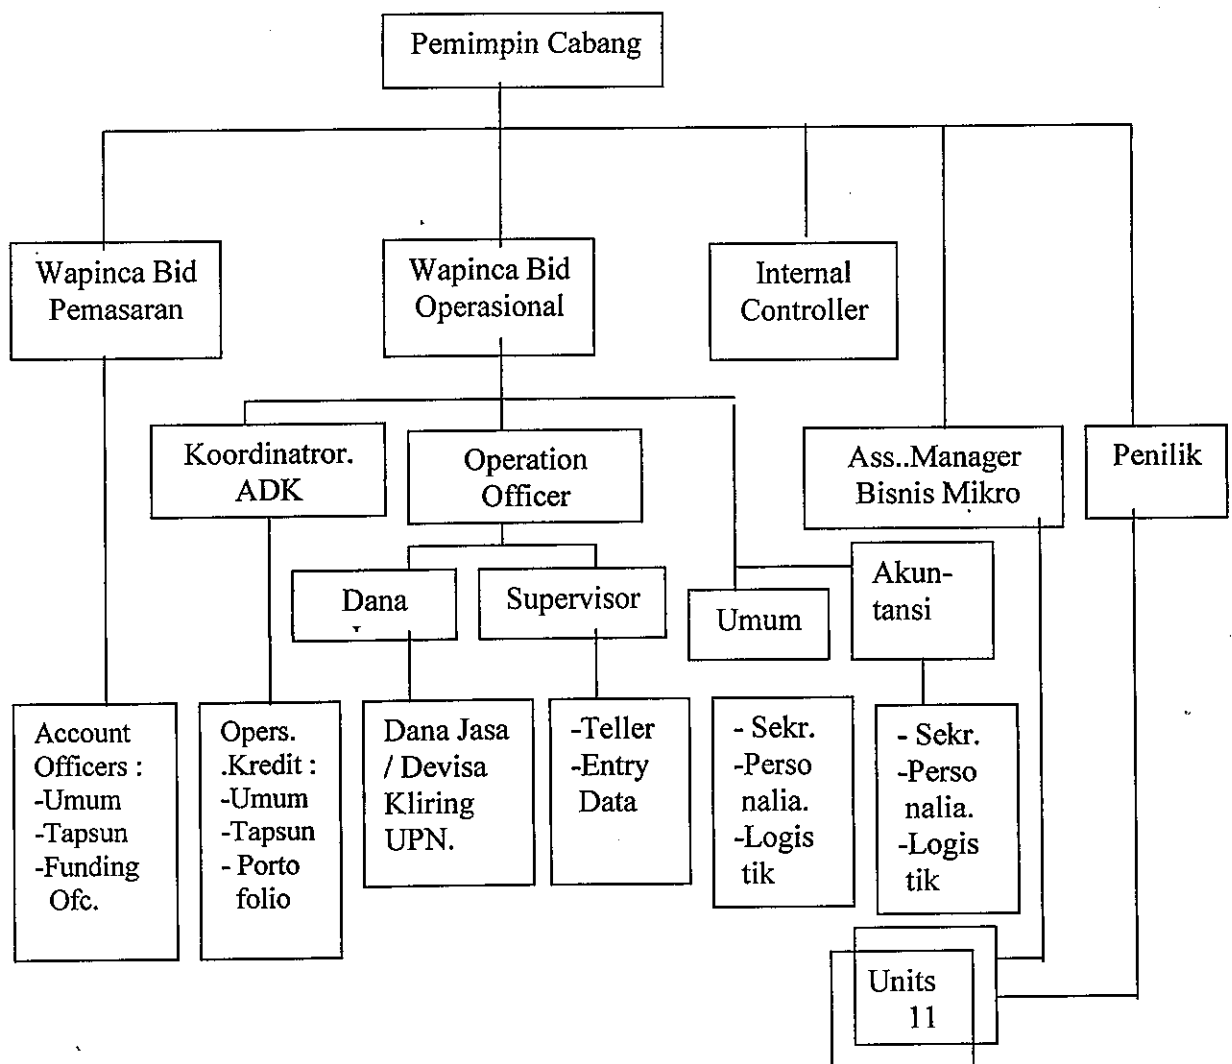 Pemimpin Cabang
Wapinca Bid
Pemasaran
Wapinca Bid
Operasional
Internal
Controller
Koordinatror.
ADK
Operation
Officer
Ass..Manager
Bisnis Mikro
Penilik
Dana
Supervisor
Umum
Akun-
tansi
Account
Officers :
-Umum
-Tapsun
-Funding
Ofc.
Opers.
.Kredit :
-Umum
-Tapsun
- Porto
folio
Dana Jasa
/ Devisa
Kliring
UPN.
-Teller
-Entry
Data
- Sekr.
-Perso
nalia.
-Logis
tik
- Sekr.
-Perso
nalia.
-Logis
tik
Units
11